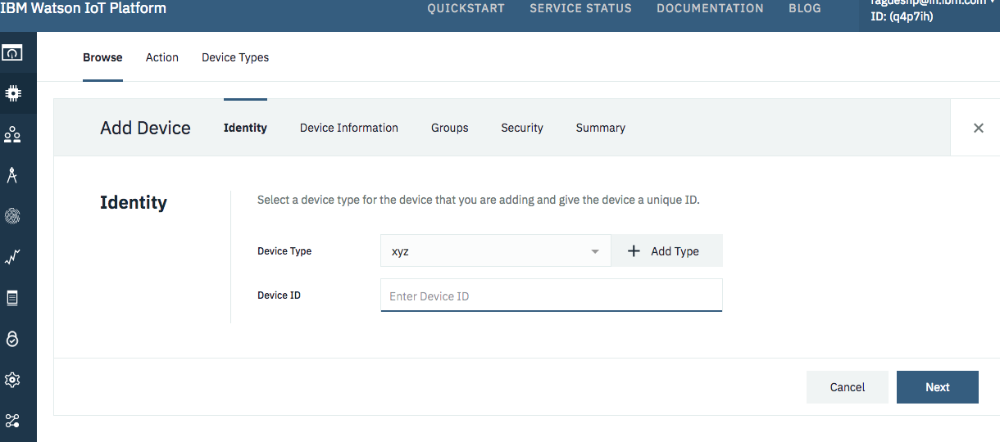 IBM Watson IoT Platform
QUICKSTART SERVICE STATUS DOCUMENTATION BLOG
ID: (q4p7ih)
Browse Action Device Types
Add Device Identity Device Information Groups Security Summary
Identity
Select a device type for the device that you are adding and give the device a unique ID.
Device Type xyz Add Type
Device ID Enter Device ID
Cancel Next